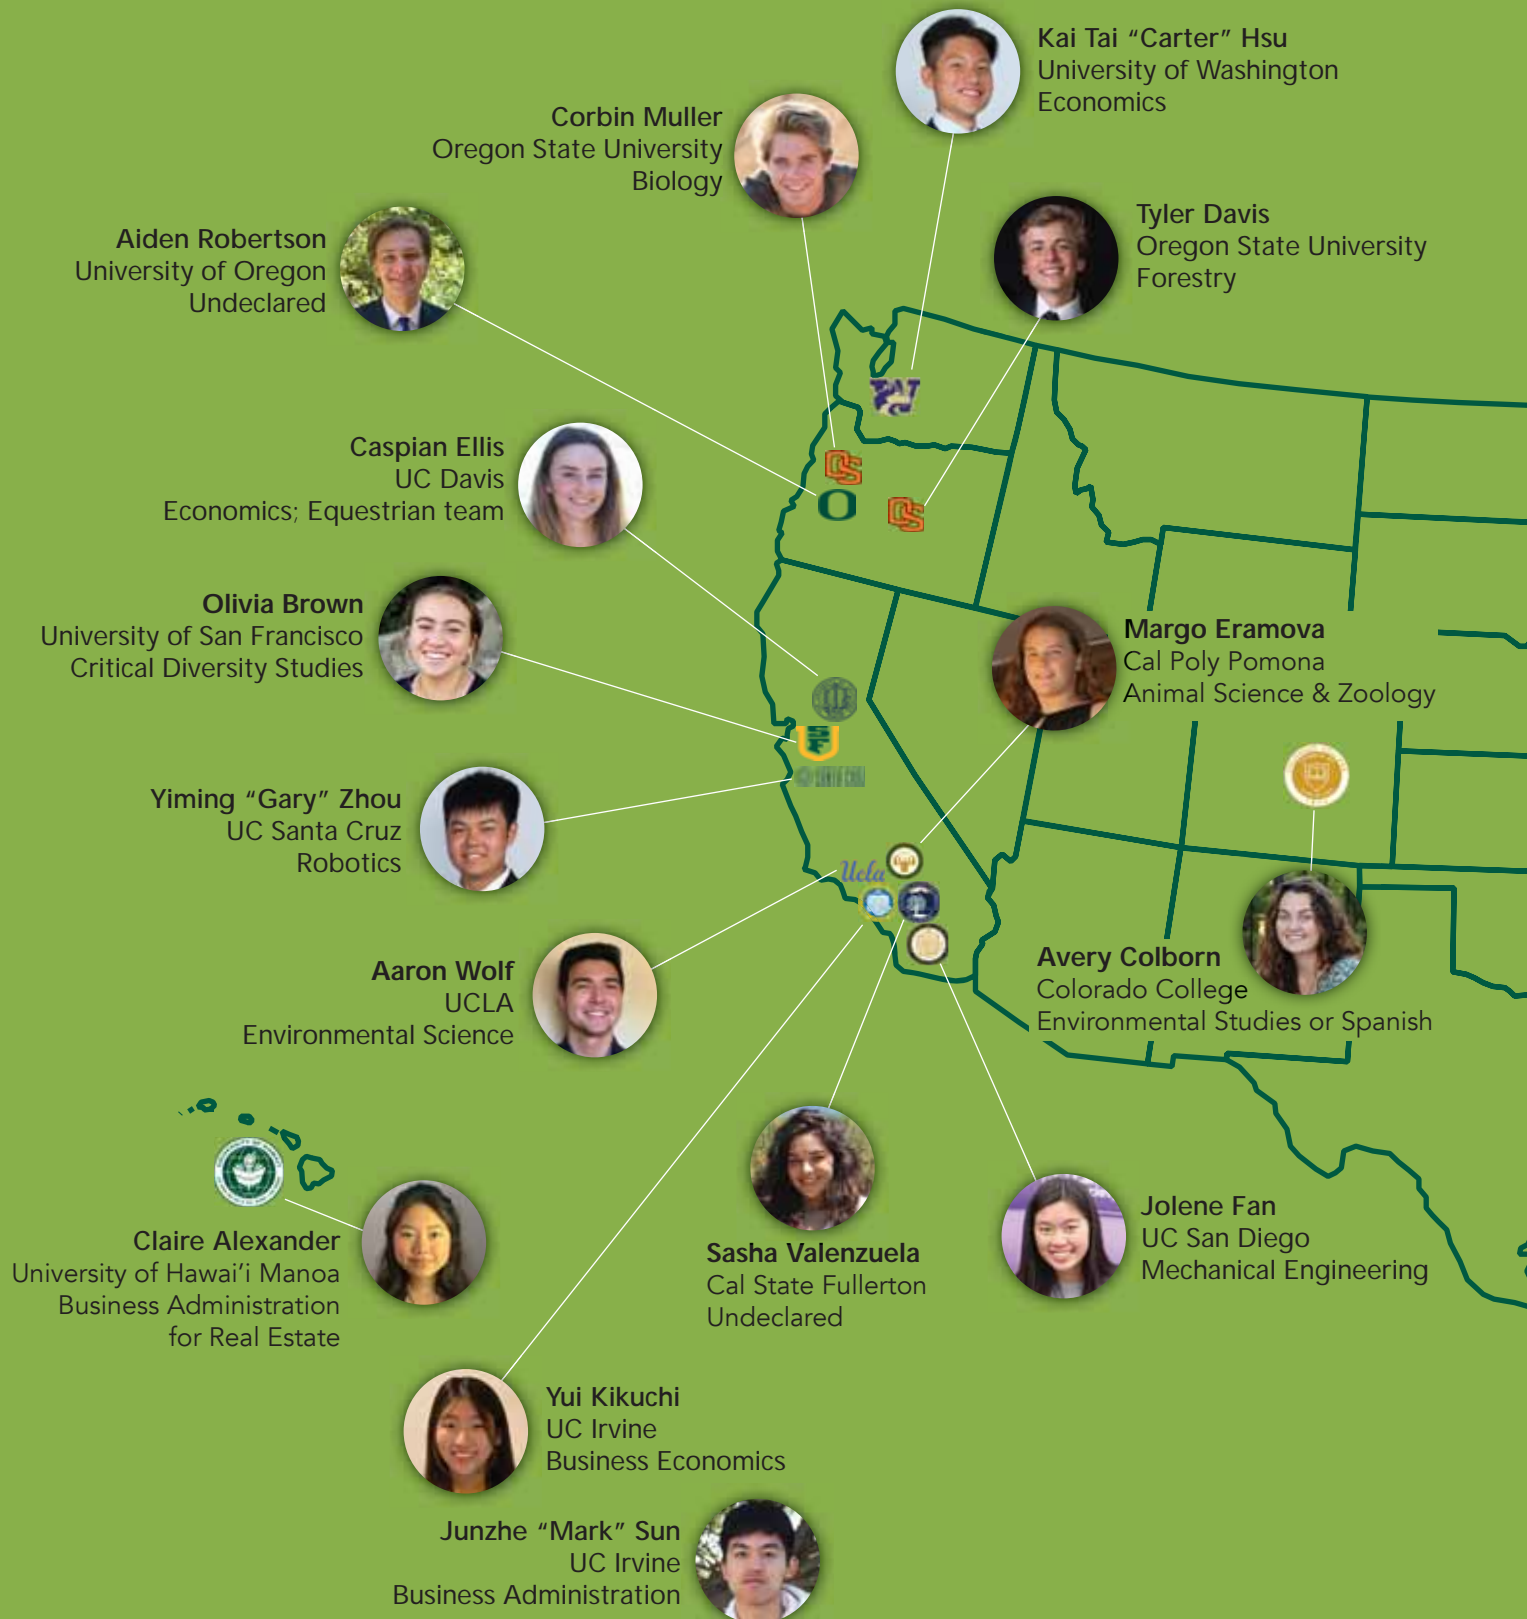 Kai Tai “Carter” Hsu
University of Washington
Economics
Corbin Muller
Oregon State University
Biology
Tyler Davis
Oregon State University
Forestry
Aiden Robertson
University of Oregon
Undeclared
Caspian Ellis
UC Davis
Economics; Equestrian team
Olivia Brown
University of San Francisco
Critical Diversity Studies
Margo Eramova
Cal Poly Pomona
Animal Science & Zoology
Yiming “Gary” Zhou
UC Santa Cruz
Robotics
Aaron Wolf
UCLA
Environmental Science
Avery Colborn
Colorado College
Environmental Studies or Spanish
Claire Alexander
University of Hawai‘i Manoa
Business Administration
for Real Estate
Sasha Valenzuela
Cal State Fullerton
Undeclared
Jolene Fan
UC San Diego
Mechanical Engineering
Yui Kikuchi
UC Irvine
Business Economics
Junzhe “Mark” Sun
UC Irvine
Business Administration
W
OS
O
OS
SF
SANTA CRUZ
Ucla